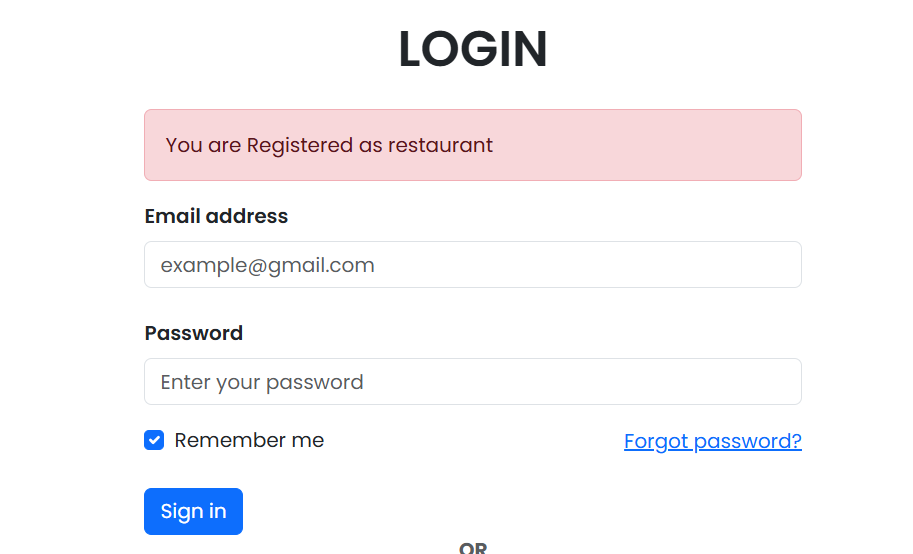 LOGIN
You are Registered as restaurant
Email address
example@gmail.com
Password
Enter your password
Remember me
Forgot password?
Sign in
OR